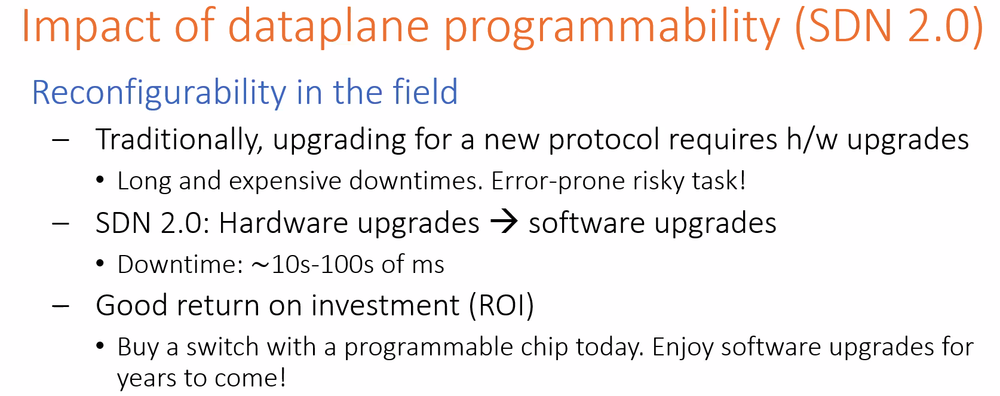 Impact of dataplane programmability (SDN 2.0)
Reconfigurability in the field
– Traditionally, upgrading for a new protocol requires h/w upgrades
• Long and expensive downtimes. Error-prone risky task!
– SDN 2.0: Hardware upgrades → software upgrades
• Downtime: ~10s-100s of ms
– Good return on investment (ROI)
• Buy a switch with a programmable chip today. Enjoy software upgrades for
years to come!